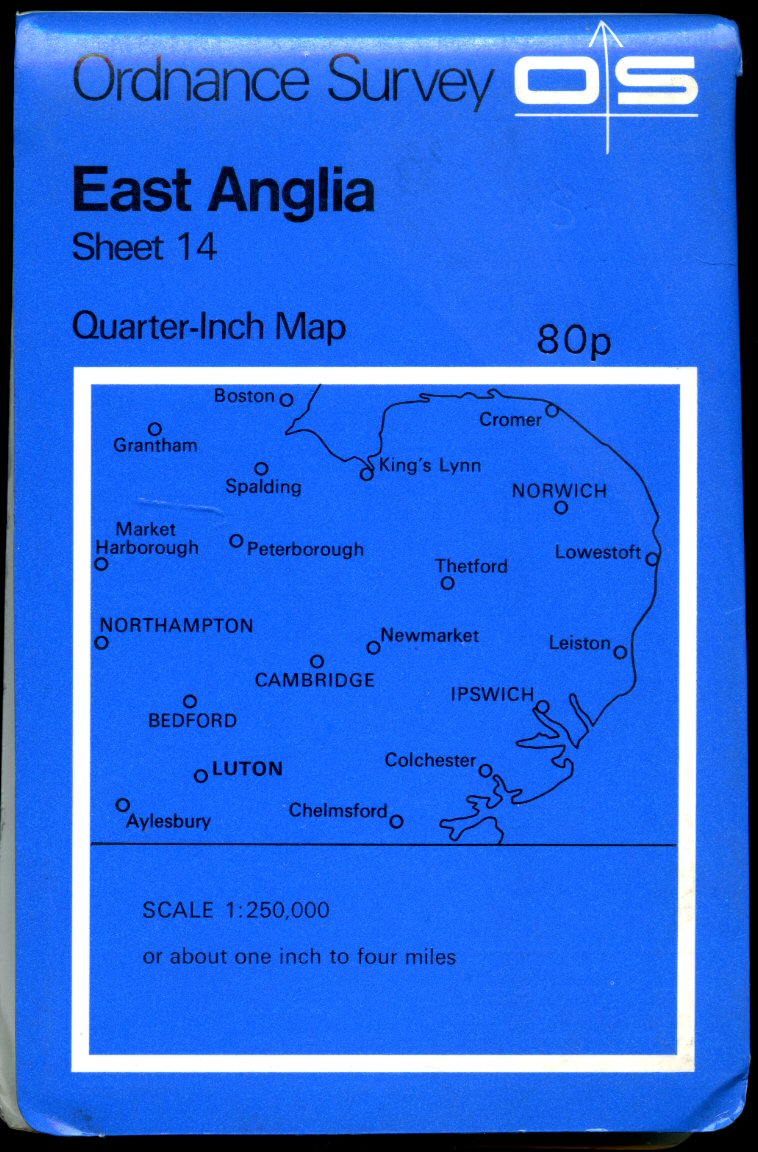 Ordnance Survey OS
East Anglia
Sheet 14
Quarter-Inch Map
80p
Boston
Cromer
Grantham
King's Lynn
Spalding
NORWICH
Market
Harborough
Peterborough
Lowestoft
Thetford
NORTHAMPTON
Newmarket
Leiston
CAMBRIDGE
IPSWICH
BEDFORD
Colchester
LUTON
Chelmsford
Aylesbury
SCALE 1:250,000
or about one inch to four miles